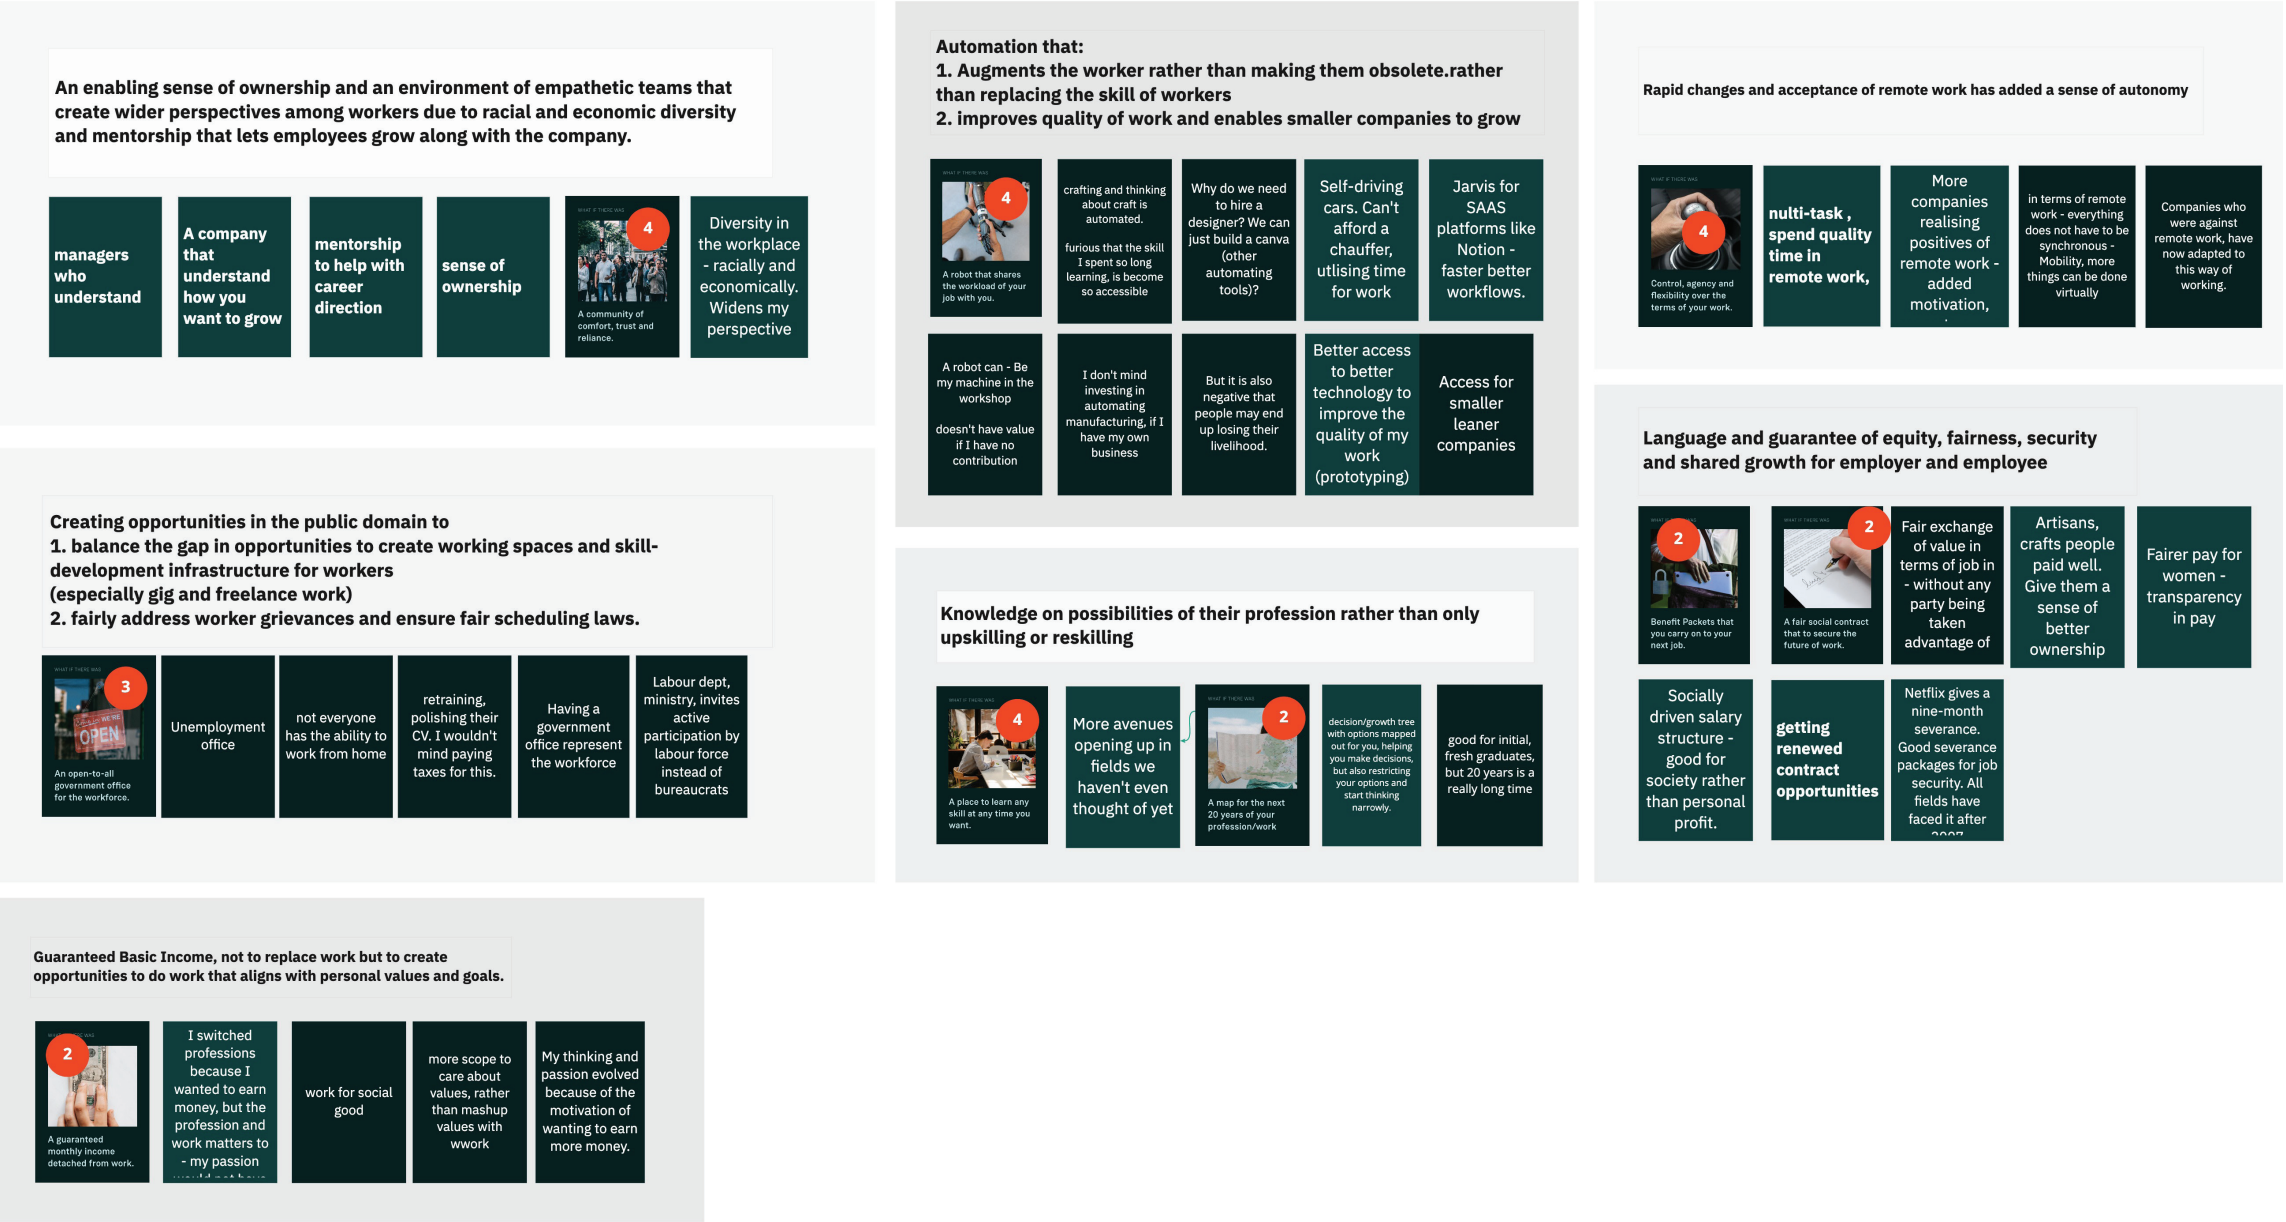 An enabling sense of ownership and an environment of empathetic teams that
create wider perspectives among workers due to racial and economic diversity
and mentorship that lets employees grow along with the company.
managers
who
understand
A company
that
understand
how you
want to grow
mentorship
to help with
career
direction
sense of
ownership
WHAT IF THERE WAS
4
A community of
comfort, trust and
reliance.
Diversity in
the workplace
- racially and
economically.
Widens my
perspective
Creating opportunities in the public domain to
1. balance the gap in opportunities to create working spaces and skill-
development infrastructure for workers
(especially gig and freelance work)
2. fairly address worker grievances and ensure fair scheduling laws.
WHAT IF THERE WAS
3
OPEN
An open-to-all
government office
for the workforce.
Unemployment
office
not everyone
has the ability to
work from home
retraining,
polishing their
CV. I wouldn't
mind paying
taxes for this.
Having a
government
office represent
the workforce
Labour dept,
ministry, invites
active
participation by
labour force
instead of
bureaucrats
Guaranteed Basic Income, not to replace work but to create
opportunities to do work that aligns with personal values and goals.
2
A guaranteed
monthly income
detached from work.
I switched
professions
because I
wanted to earn
money, but the
profession and
work matters to
- my passion
would not have
work for social
good
more scope to
care about
values, rather
than mashup
values with
wwork
My thinking and
passion evolved
because of the
motivation of
wanting to earn
more money.
Automation that:
1. Augments the worker rather than making them obsolete.rather
than replacing the skill of workers
2. improves quality of work and enables smaller companies to grow
WHAT IF THERE WAS
4
A robot that shares
the workload of your
job with you.
crafting and thinking
about craft is
automated.
furious that the skill
I spent so long
learning, is become
so accessible
Why do we need
to hire a
designer? We can
just build a canva
(other
automating
tools)?
Self-driving
cars. Can't
afford a
chauffer,
utlising time
for work
Jarvis for
SAAS
platforms like
Notion -
faster better
workflows.
A robot can - Be
my machine in the
workshop
doesn't have value
if I have no
contribution
I don't mind
investing in
automating
manufacturing, if I
have my own
business
But it is also
negative that
people may end
up losing their
livelihood.
Better access
to better
technology to
improve the
quality of my
work
(prototyping)
Access for
smaller
leaner
companies
Knowledge on possibilities of their profession rather than only
upskilling or reskilling
WHAT IF THERE WAS
4
A place to learn any
skill at any time you
want.
More avenues
opening up in
fields we
haven't even
thought of yet
WHAT IF THERE WAS
2
A map for the next
20 years of your
profession/work
decision/growth tree
with options mapped
out for you, helping
you make decisions,
but also restricting
your options and
start thinking
narrowly.
good for initial,
fresh graduates,
but 20 years is a
really long time
Rapid changes and acceptance of remote work has added a sense of autonomy
WHAT IF THERE WAS
4
Control, agency and
flexibility over the
terms of your work.
nulti-task ,
spend quality
time in
remote work,
More
companies
realising
positives of
remote work -
added
motivation,
in terms of remote
work - everything
does not have to be
synchronous -
Mobility, more
things can be done
virtually
Companies who
were against
remote work, have
now adapted to
this way of
working.
Language and guarantee of equity, fairness, security
and shared growth for employer and employee
2
Benefit Packets that
you carry on to your
next job.
WHAT IF THERE WAS
2
A fair social contract
that to secure the
future of work.
Fair exchange
of value in
terms of job in
- without any
party being
taken
advantage of
Artisans,
crafts people
paid well.
Give them a
sense of
better
ownership
Fairer pay for
women -
transparency
in pay
Socially
driven salary
structure -
good for
society rather
than personal
profit.
getting
renewed
contract
opportunities
Netflix gives a
nine-month
severance.
Good severance
packages for job
security. All
fields have
faced it after